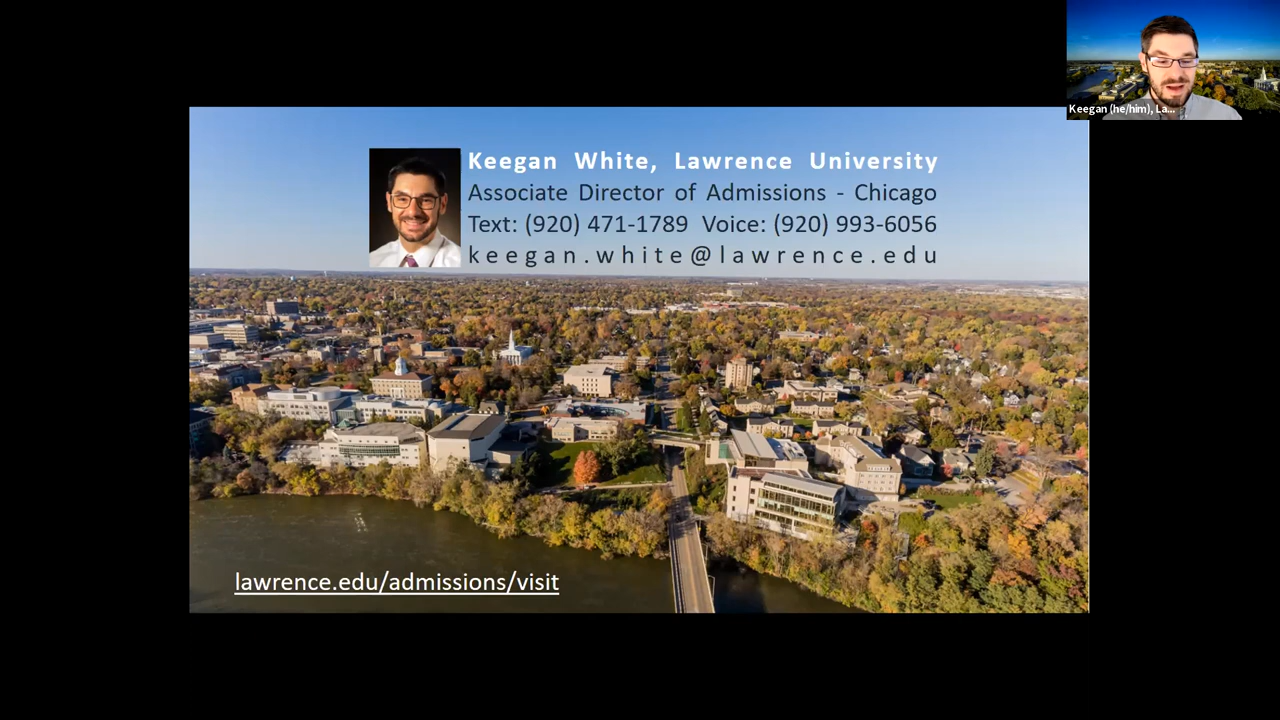 Keegan (he/him), La...
Keegan White, Lawrence University
Associate Director of Admissions - Chicago
Text: (920) 471-1789 Voice: (920) 993-6056
keegan.white@lawrence.edu
lawrence.edu/admissions/visit